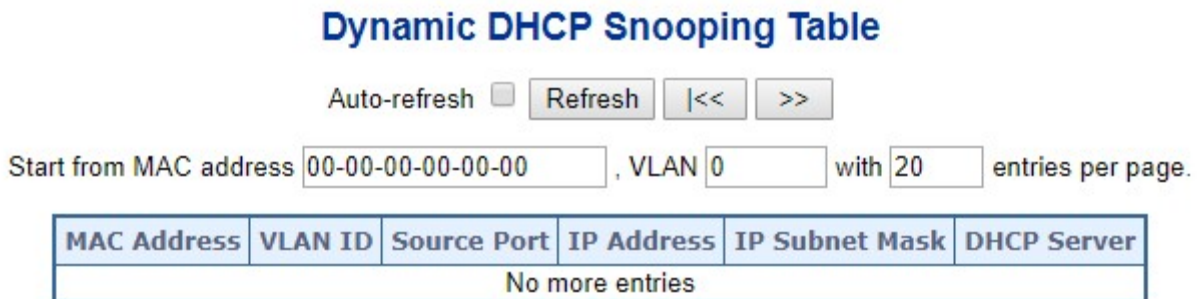 Dynamic DHCP Snooping Table
Auto-refresh Refresh |<< >>
Start from MAC address 00-00-00-00-00-00 , VLAN 0 with 20 entries per page.
MAC Address VLAN ID Source Port IP Address IP Subnet Mask DHCP Server
No more entries